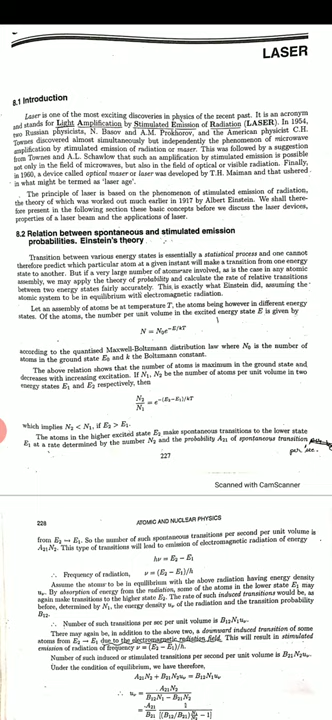 LASER
8.1 Introduction
Laser is one of the most exciting discoveries in physics of the recent past. It is an acronym
and stands for Light Amplification by Stimulated Emission of Radiation (LASER). In 1954,
two Russian physicists, N. Basov and A.M. Prokhorov, and the American physicist C.H.
Townes discovered almost simultaneously but independently the phenomenon of microwave
amplification by stimulated emission of radiation or maser. This was followed by a suggestion
from Townes and A.L. Schawlow that such an amplification by stimulated emission is possible
not only in the field of microwaves, but also in the field of optical or visible radiation. Finally,
in 1960, a device called optical maser or laser was developed by T.H. Maiman and that ushered
in what might be termed as 'laser age'.
The principle of laser is based on the phenomenon of stimulated emission of radiation,
the theory of which was worked out much earlier in 1917 by Albert Einstein. We shall there-
fore present in the following section these basic concepts before we discuss the laser devices,
properties of a laser beam and the applications of laser.
8.2 Relation between spontaneous and stimulated emission
probabilities. Einstein's theory
Transition between various energy states is essentially a statistical process and one cannot
therefore predict which particular atom at a given instant will make a transition from one energy
state to another. But if a very large number of atoms are involved, as is the case in any atomic
assembly, we may apply the theory of probability and calculate the rate of relative transitions
between two energy states fairly accurately. This is exactly what Einstein did, assuming the
atomic system to be in equilibrium with electromagnetic radiation.
Let an assembly of atoms be at temperature T, the atoms being however in different energy
states. Of the atoms, the number per unit volume in the excited energy state E is given by
N = N₀e^(−E/kT)
according to the quantised Maxwell-Boltzmann distribution law where N₀ is the number of
atoms in the ground state E₀ and k the Boltzmann constant.
The above relation shows that the number of atoms is maximum in the ground state and
decreases with increasing excitation. If N₁, N₂ be the number of atoms per unit volume in two
energy states E₁ and E₂ respectively, then
N₂/N₁ = e^(−(E₂−E₁)/kT)
which implies N₂ < N₁, if E₂ > E₁.
The atoms in the higher excited state E₂ make spontaneous transitions to the lower state
E₁ at a rate determined by the number N₂ and the probability A₂₁ of spontaneous transition
per sec.
227
Scanned with CamScanner
228 ATOMIC AND NUCLEAR PHYSICS
from E₂ → E₁. So the number of spontaneous transitions per second per unit volume is
A₂₁N₂. This type of transitions will lead to emission of electromagnetic radiation of energy
hν = E₂ − E₁
∴ Frequency of radiation, ν = (E₂ − E₁)/h
Assume the atoms to be in equilibrium with the above radiation having energy density
uᵥ. By absorption of energy from the radiation, some of the atoms in the lower state E₁ may
again make transitions to the higher state E₂. The rate of such induced transitions would be, as
before, determined by N₁, the energy density uᵥ of the radiation and the transition probability
B₁₂.
∴ Number of such transitions per sec per unit volume is B₁₂N₁uᵥ.
There may again be, in addition to the above two, a downward induced transition of some
atoms from E₂ → E₁ due to the electromagnetic radiation field. This will result in stimulated
emission of radiation of frequency ν = (E₂ − E₁)/h.
Number of such induced or stimulated transitions per second per unit volume is B₂₁N₂uᵥ.
Under the condition of equilibrium, we have therefore,
A₂₁N₂ + B₂₁N₂uᵥ = B₁₂N₁uᵥ
∴ uᵥ = A₂₁N₂/(B₁₂N₁ − B₂₁N₂)
= A₂₁/B₂₁ · 1/[(B₁₂/B₂₁)N₁/N₂ − 1]